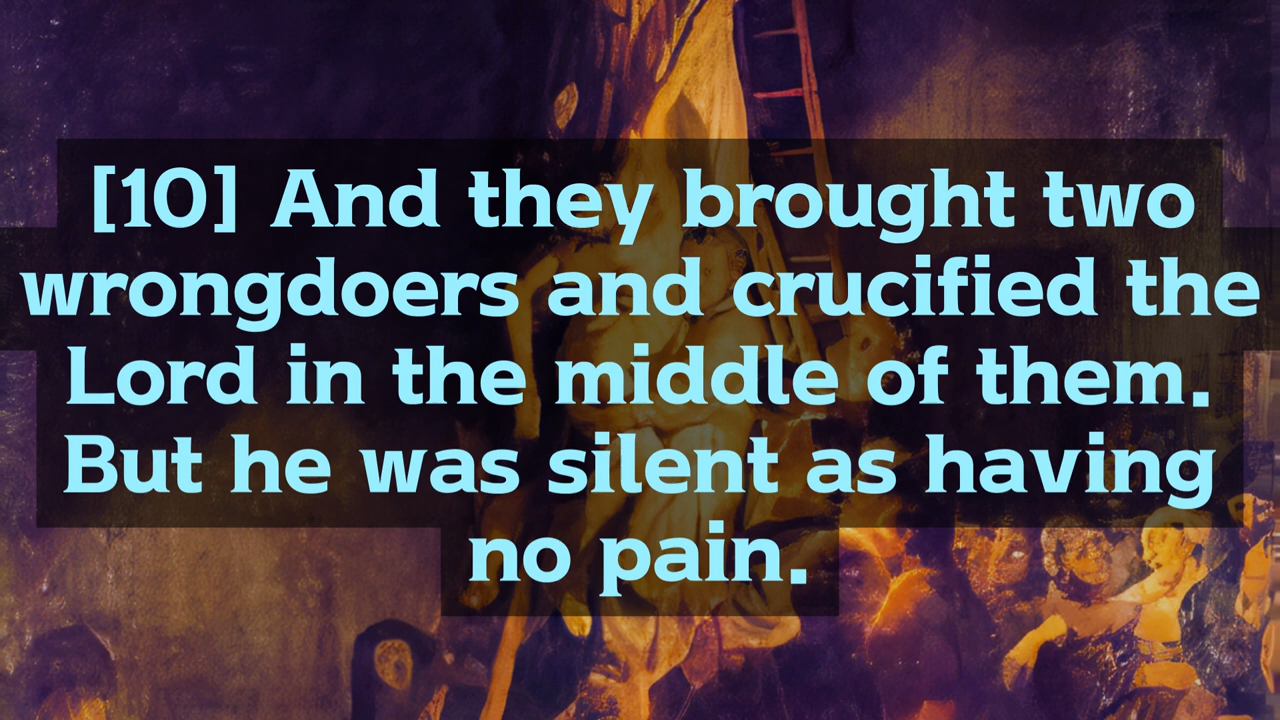 [10] And they brought two
wrongdoers and crucified the
Lord in the middle of them.
But he was silent as having
no pain.